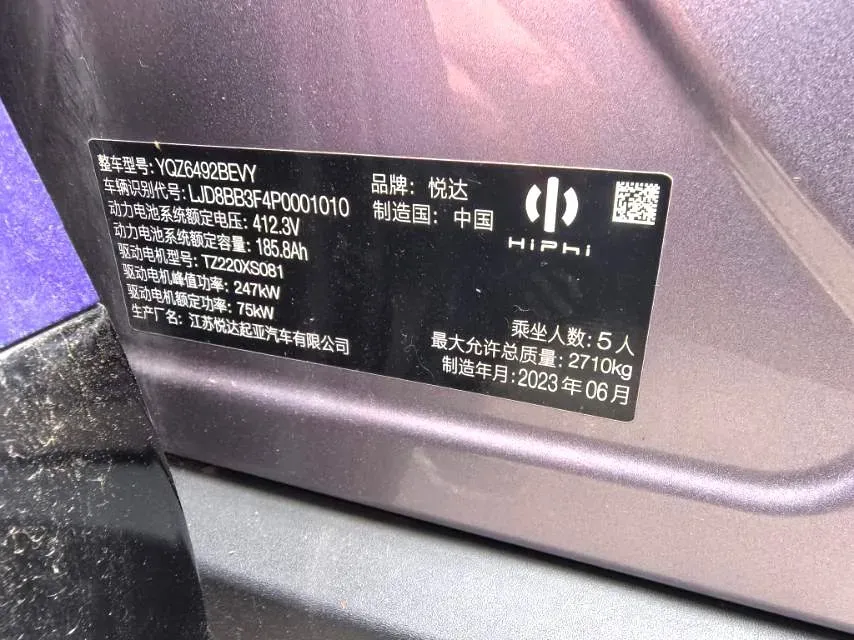 整车型号: YQZ6492BEVY
车辆识别代号: LJD8BB3F4P0001010
动力电池系统额定电压: 412.3V
动力电池系统额定容量: 185.8Ah
驱动电机型号: TZ220XS081
驱动电机峰值功率: 247kW
驱动电机额定功率: 75kW
生产厂名: 江苏悦达起亚汽车有限公司
品牌: 悦达
制造国: 中国
HiPhi
乘坐人数: 5人
最大允许总质量: 2710kg
制造年月: 2023年06月